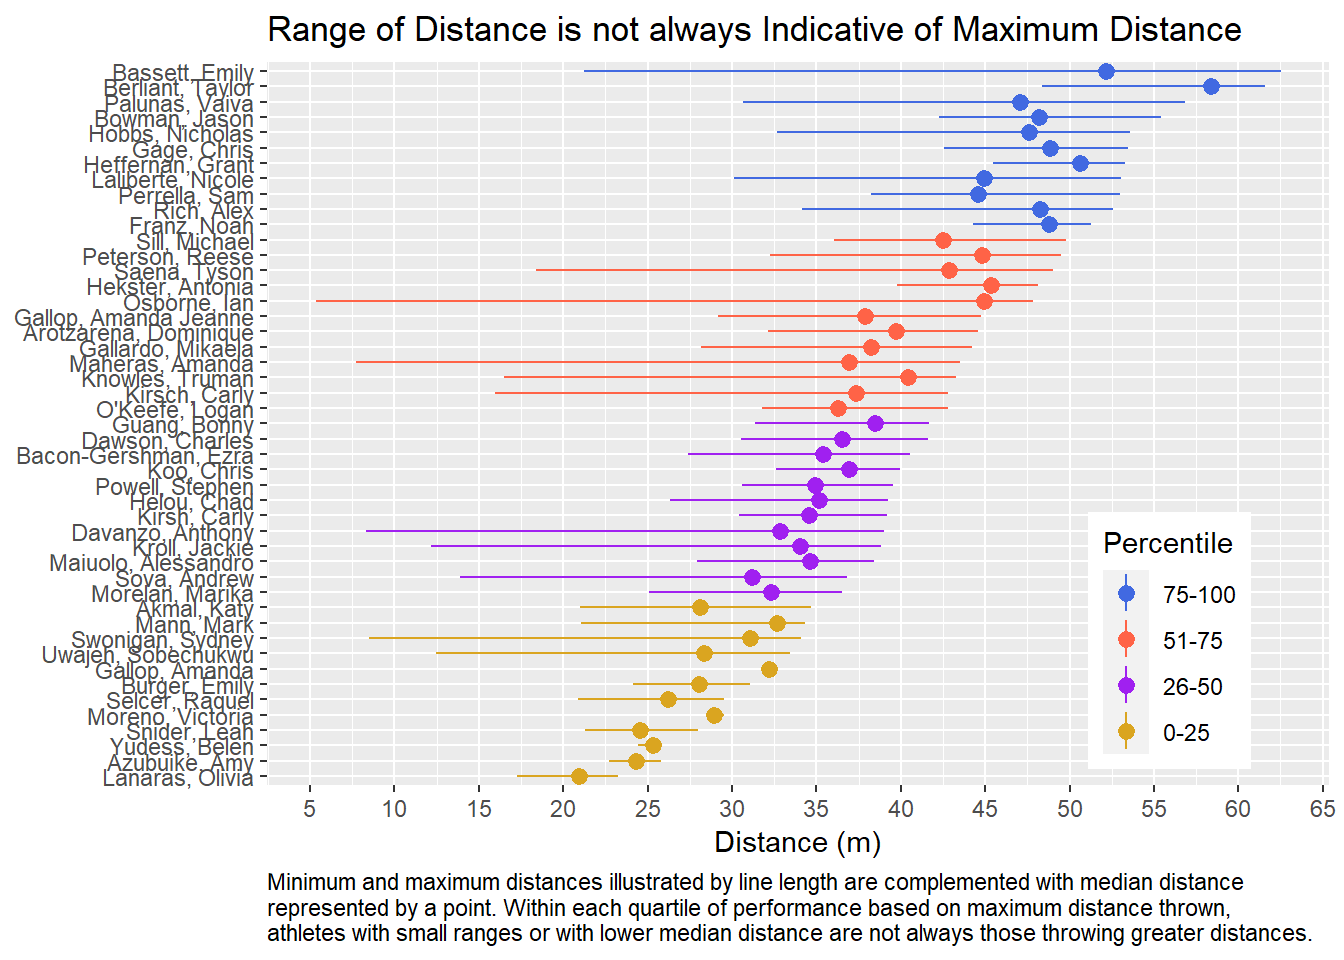 Range of Distance is not always Indicative of Maximum Distance
Bassett, Emily
Berliant, Taylor
Palunas, Vaiva
Bowman, Jason
Hobbs, Nicholas
Gage, Chris
Heffernan, Grant
Laliberte, Nicole
Perrella, Sam
Rich, Alex
Franz, Noah
Sill, Michael
Peterson, Reese
Saena, Tyson
Hekster, Antonia
Osborne, Ian
Gallop, Amanda Jeanne
Arotzarena, Dominique
Gallardo, Mikaela
Maheras, Amanda
Knowles, Truman
Kirsch, Carly
O'Keefe, Logan
Guang, Bonny
Dawson, Charles
Bacon-Gershman, Ezra
Koo, Chris
Powell, Stephen
Helou, Chad
Kirsh, Carly
Davanzo, Anthony
Kroll, Jackie
Maiuolo, Alessandro
Sova, Andrew
Morelan, Marika
Akmal, Katy
Mann, Mark
Swonigan, Sydney
Uwajeh, Sobechukwu
Gallop, Amanda
Burger, Emily
Selcer, Raquel
Moreno, Victoria
Snider, Leah
Yudess, Belen
Azubuike, Amy
Lanaras, Olivia
Percentile
75-100
51-75
26-50
0-25
5 10 15 20 25 30 35 40 45 50 55 60 65
Distance (m)
Minimum and maximum distances illustrated by line length are complemented with median distance
represented by a point. Within each quartile of performance based on maximum distance thrown,
athletes with small ranges or with lower median distance are not always those throwing greater distances.